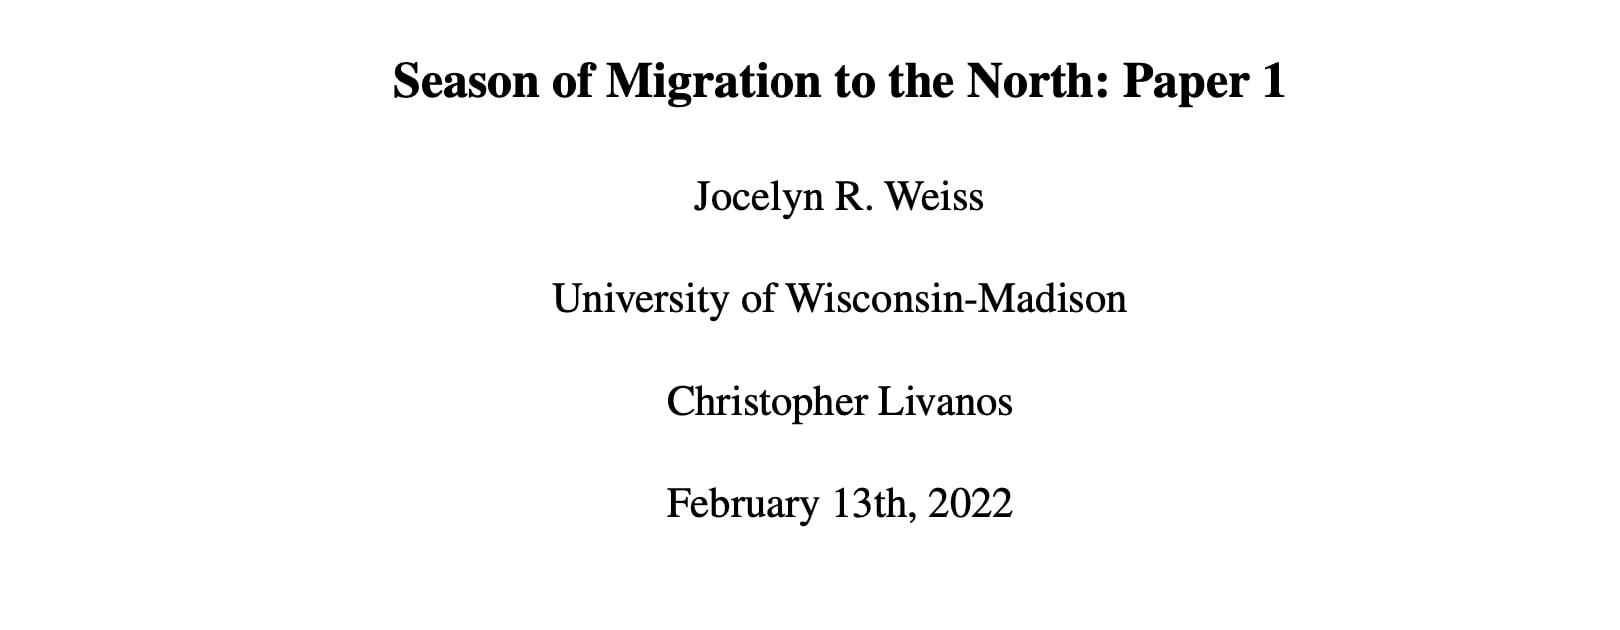 Season of Migration to the North: Paper 1
Jocelyn R. Weiss
University of Wisconsin-Madison
Christopher Livanos
February 13th, 2022